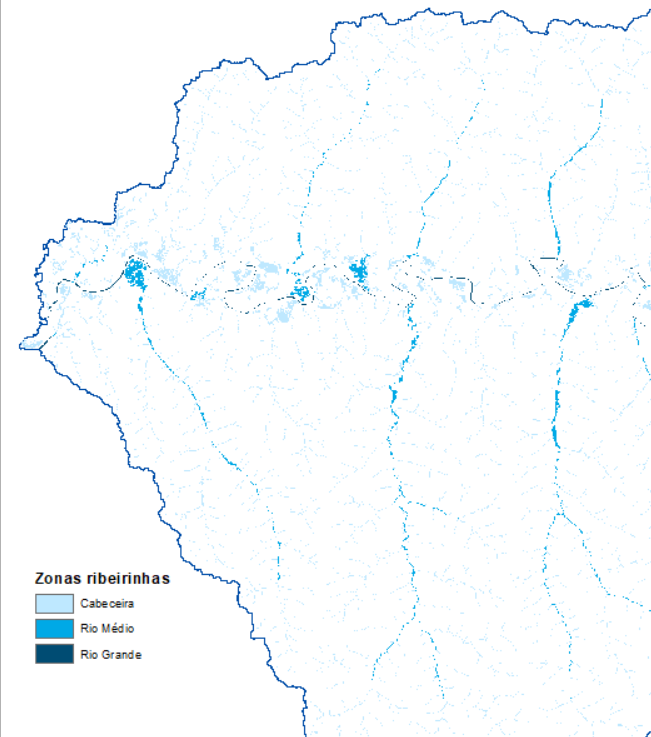 Zonas ribeirinhas
Cabeceira
Rio Médio
Rio Grande